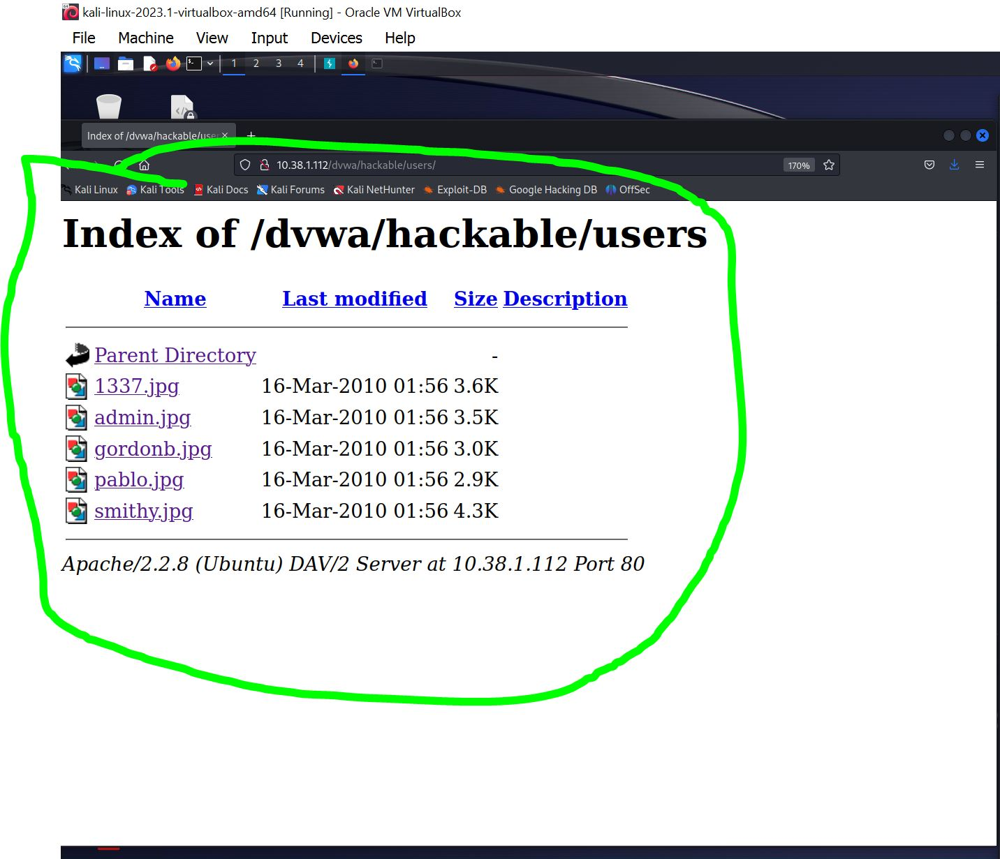 kali-linux-2023.1-virtualbox-amd64 [Running] - Oracle VM VirtualBox
File Machine View Input Devices Help
1 2 3 4
Index of /dvwa/hackable/user
10.38.1.112/dvwa/hackable/users/ 170%
Kali Linux Kali Tools Kali Docs Kali Forums Kali NetHunter Exploit-DB Google Hacking DB OffSec
Index of /dvwa/hackable/users
Name Last modified Size Description
Parent Directory -
1337.jpg 16-Mar-2010 01:56 3.6K
admin.jpg 16-Mar-2010 01:56 3.5K
gordonb.jpg 16-Mar-2010 01:56 3.0K
pablo.jpg 16-Mar-2010 01:56 2.9K
smithy.jpg 16-Mar-2010 01:56 4.3K
Apache/2.2.8 (Ubuntu) DAV/2 Server at 10.38.1.112 Port 80